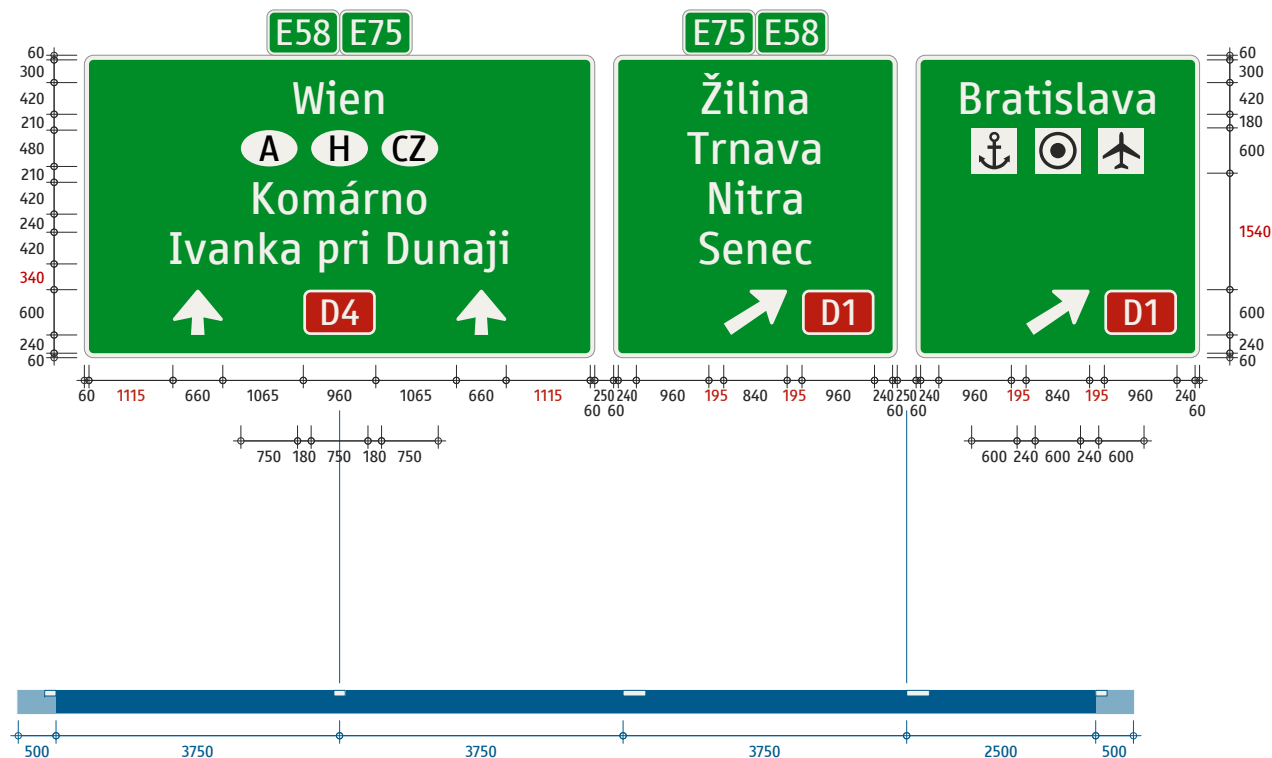 E58 E75
E75 E58
Wien
A H CZ
Komárno
Ivanka pri Dunaji
D4
Žilina
Trnava
Nitra
Senec
D1
Bratislava
D1
60
300
420
210
480
210
420
240
420
340
600
240
60
60
300
420
180
600
1540
600
240
60
60 1115 660 1065 960 1065 660 1115 60 250 60 240 960 195 840 195 960 240 60 250 60 240 960 195 840 195 960 240 60
750 180 750 180 750
600 240 600 240 600
500 3750 3750 3750 2500 500